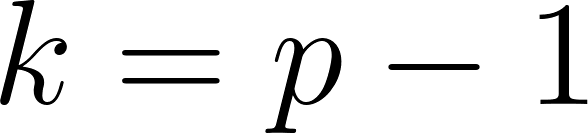 k = p − 1